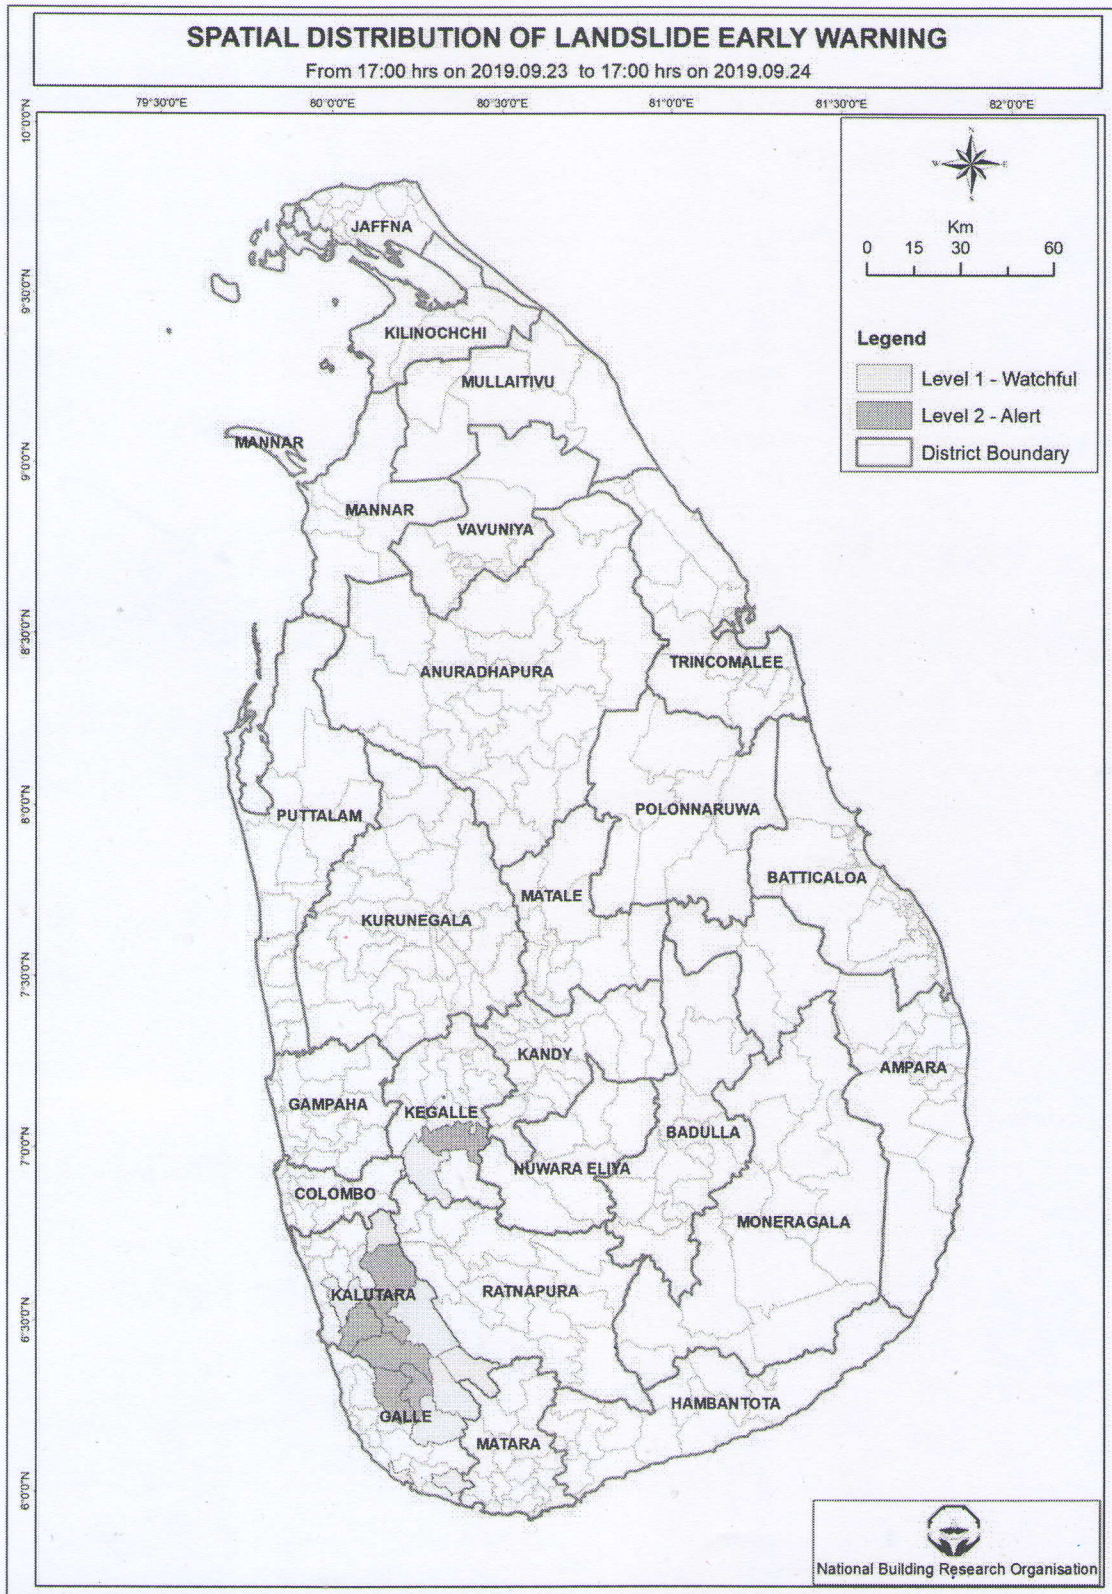 SPATIAL DISTRIBUTION OF LANDSLIDE EARLY WARNING
From 17:00 hrs on 2019.09.23 to 17:00 hrs on 2019.09.24
79°30'0"E 80°0'0"E 80°30'0"E 81°0'0"E 81°30'0"E 82°0'0"E
10°0'0"N
N
W E
S
Km
0 15 30 60
Legend
Level 1 - Watchful
Level 2 - Alert
District Boundary
JAFFNA
9°30'0"N
KILINOCHCHI
MULLAITIVU
MANNAR
9°0'0"N
MANNAR
VAVUNIYA
8°30'0"N
TRINCOMALEE
ANURADHAPURA
8°0'0"N
POLONNARUWA
PUTTALAM
BATTICALOA
MATALE
KURUNEGALA
7°30'0"N
KANDY
AMPARA
GAMPAHA
KEGALLE
7°0'0"N
BADULLA
NUWARA ELIYA
COLOMBO
MONERAGALA
RATNAPURA
KALUTARA
6°30'0"N
HAMBANTOTA
GALLE
MATARA
6°0'0"N
National Building Research Organisation